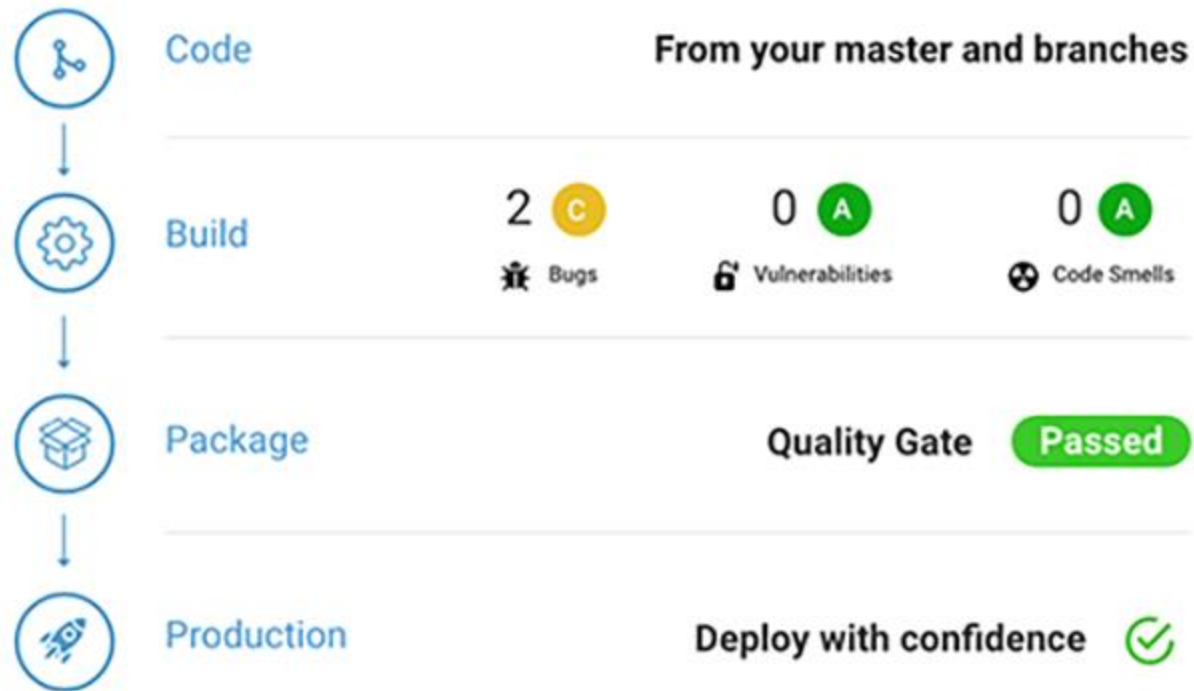 Code From your master and branches
Build 2 C 0 A 0 A
Bugs Vulnerabilities Code Smells
Package Quality Gate Passed
Production Deploy with confidence